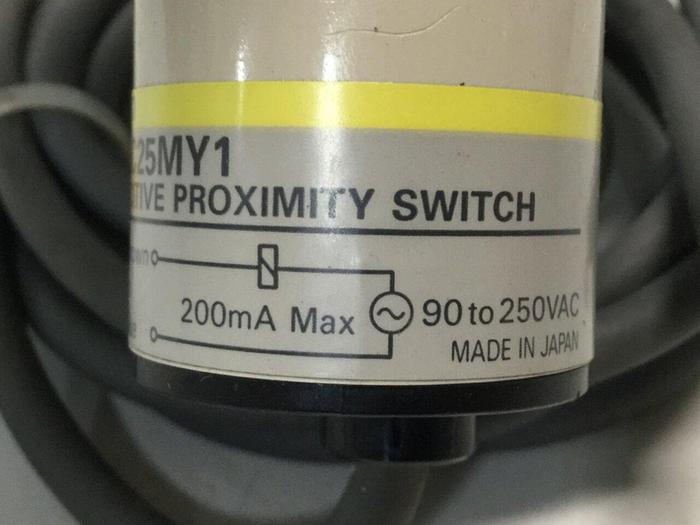 25MY1
TIVE PROXIMITY SWITCH
200mA Max 90 to 250VAC
MADE IN JAPAN